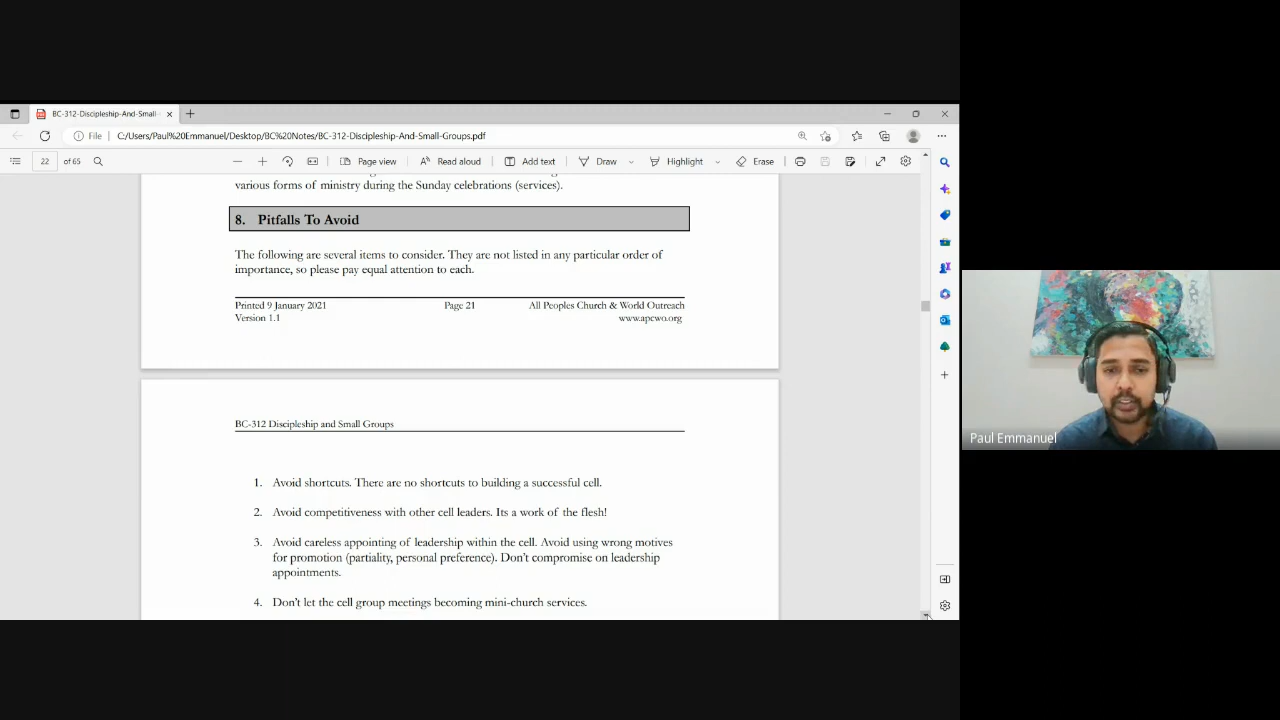 BC-312-Discipleship-And-Small-
File
C:/Users/Paul%20Emmanuel/Desktop/BC%20Notes/BC-312-Discipleship-And-Small-Groups.pdf
22 of 65
Page view
Read aloud
Add text
Draw
Highlight
Erase
various forms of ministry during the Sunday celebrations (services).
8. Pitfalls To Avoid
The following are several items to consider. They are not listed in any particular order of
importance, so please pay equal attention to each.
Printed 9 January 2021 Page 21 All Peoples Church & World Outreach
Version 1.1 www.apcwo.org
BC-312 Discipleship and Small Groups
1. Avoid shortcuts. There are no shortcuts to building a successful cell.
2. Avoid competitiveness with other cell leaders. Its a work of the flesh!
3. Avoid careless appointing of leadership within the cell. Avoid using wrong motives
for promotion (partiality, personal preference). Don't compromise on leadership
appointments.
4. Don't let the cell group meetings becoming mini-church services.
Paul Emmanuel